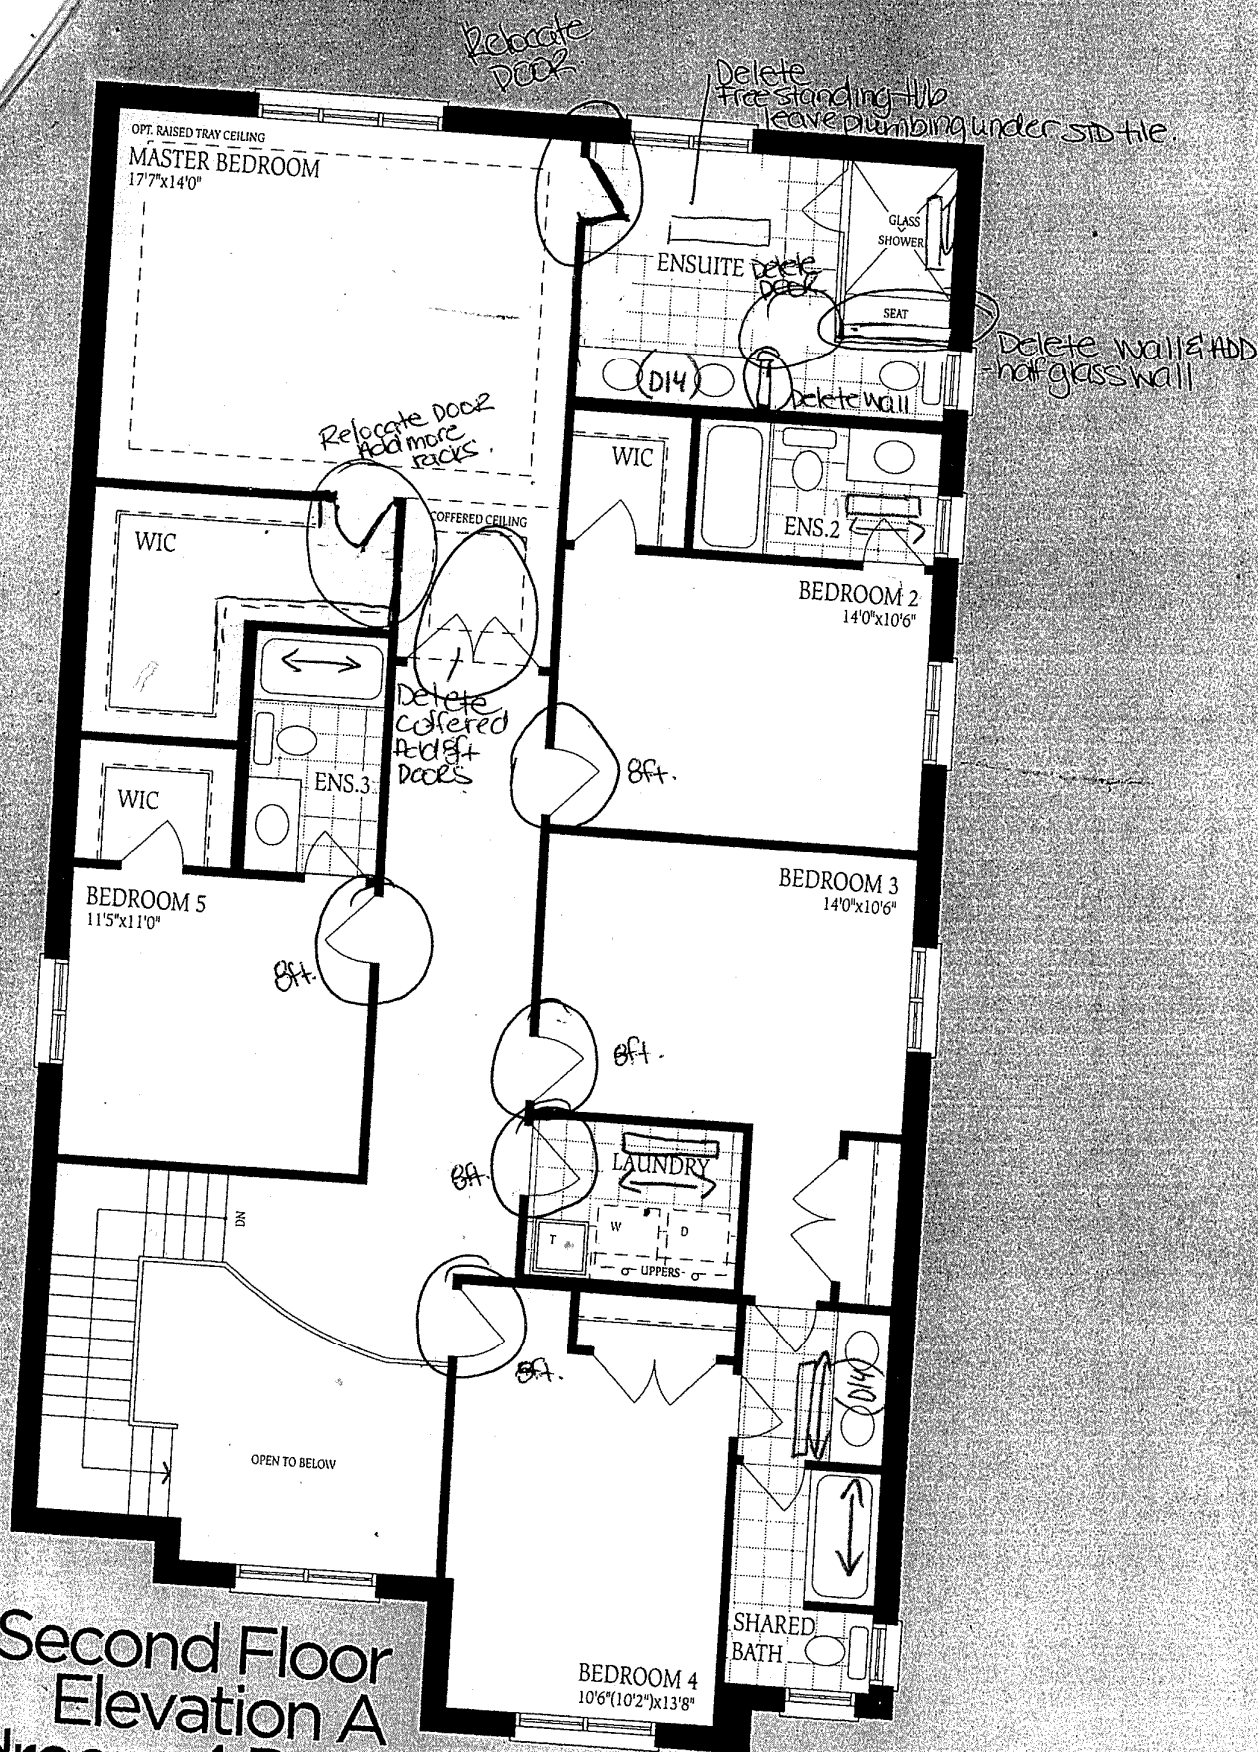 Relocate
DOOR.
Delete
Freestanding tub
leave plumbing under STD tile.
OPT. RAISED TRAY CEILING
MASTER BEDROOM
17'7"x14'0"
GLASS
SHOWER
ENSUITE
Delete
Door
SEAT
Delete Wall & ADD
half glass wall
D14
Delete wall
Relocate DOOR
Add more
racks.
WIC
COFFERED CEILING
WIC
ENS.2
BEDROOM 2
14'0"x10'6"
Delete
Coffered
Add 8ft
DOORS
8ft.
ENS.3
WIC
BEDROOM 3
14'0"x10'6"
BEDROOM 5
11'5"x11'0"
8ft.
8ft.
LAUNDRY
8ft.
W
D
T
UPPERS
DN
8ft.
D14
OPEN TO BELOW
SHARED
BATH
BEDROOM 4
10'6"(10'2")x13'8"
Second Floor
Elevation A